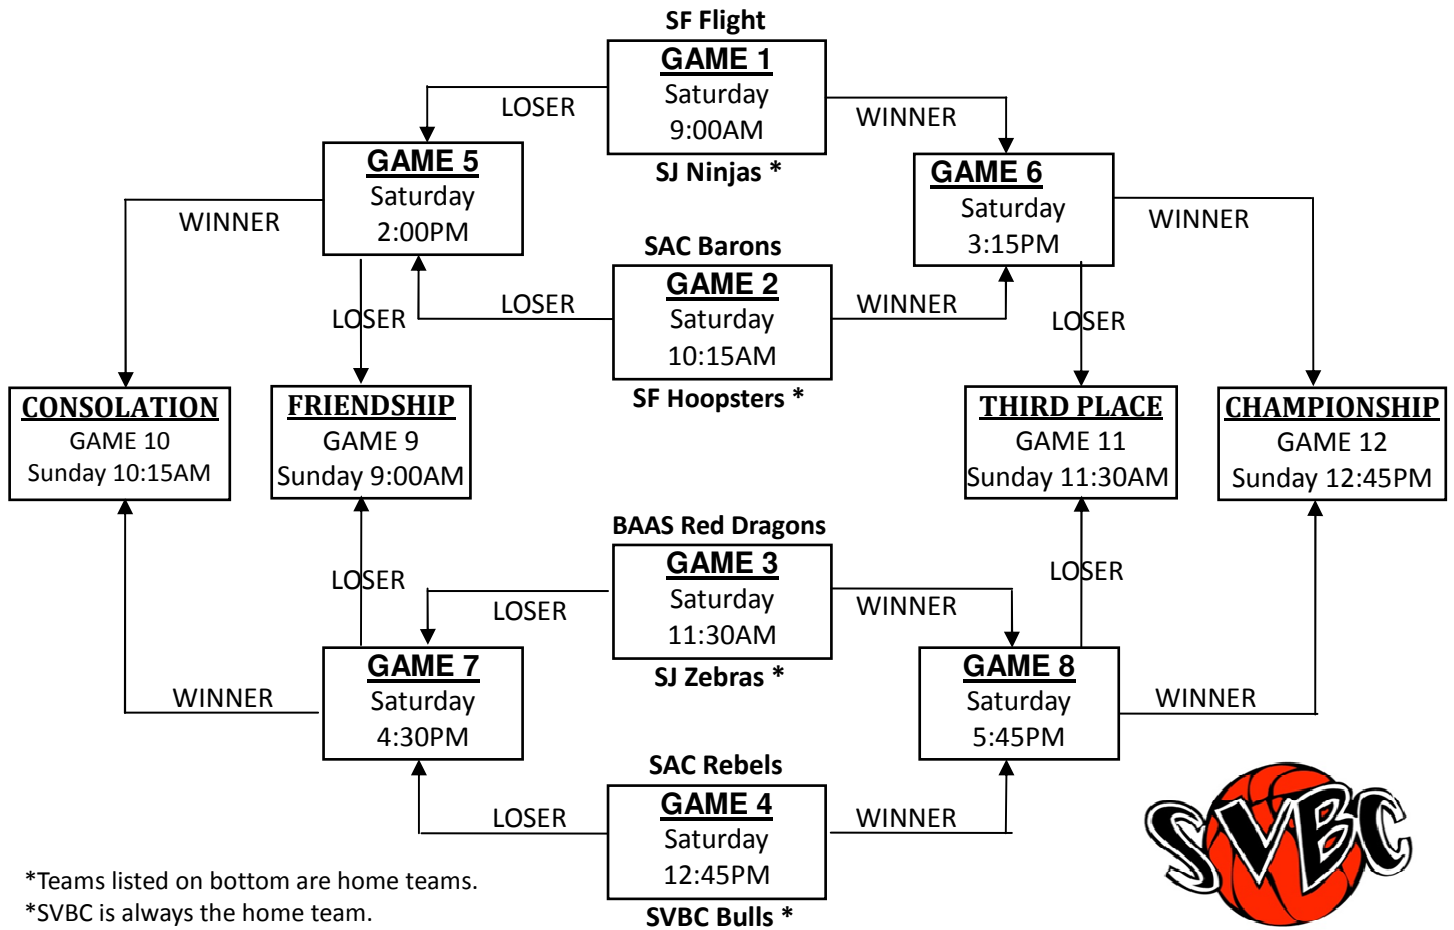 SF Flight
GAME 1
Saturday
9:00AM
SJ Ninjas *
LOSER
WINNER
GAME 5
Saturday
2:00PM
GAME 6
Saturday
3:15PM
WINNER
WINNER
SAC Barons
GAME 2
Saturday
10:15AM
SF Hoopsters *
LOSER
WINNER
LOSER
LOSER
CONSOLATION
GAME 10
Sunday 10:15AM
FRIENDSHIP
GAME 9
Sunday 9:00AM
THIRD PLACE
GAME 11
Sunday 11:30AM
CHAMPIONSHIP
GAME 12
Sunday 12:45PM
BAAS Red Dragons
GAME 3
Saturday
11:30AM
SJ Zebras *
LOSER
LOSER
LOSER
WINNER
GAME 7
Saturday
4:30PM
GAME 8
Saturday
5:45PM
WINNER
WINNER
SAC Rebels
GAME 4
Saturday
12:45PM
SVBC Bulls *
LOSER
WINNER
SVBC
*Teams listed on bottom are home teams.
*SVBC is always the home team.